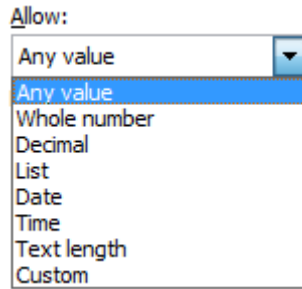 Allow:
Any value
Any value
Whole number
Decimal
List
Date
Time
Text length
Custom